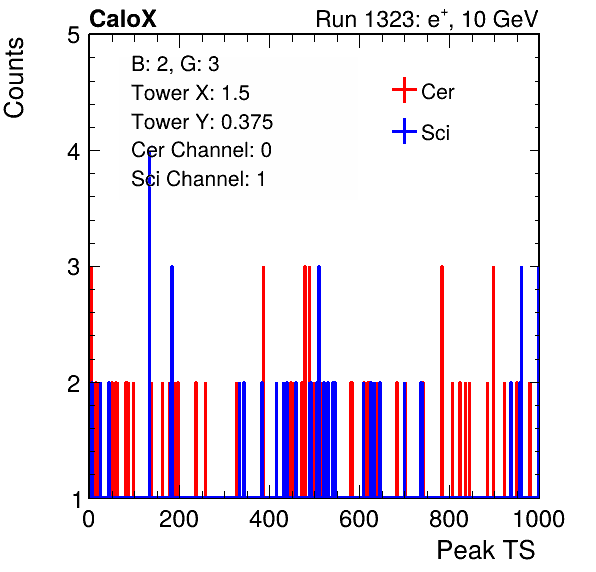 CaloX
Run 1323: e+, 10 GeV
Counts
B: 2, G: 3
Tower X: 1.5
Tower Y: 0.375
Cer Channel: 0
Sci Channel: 1
Cer
Sci
5
4
3
2
1
0 200 400 600 800 1000
Peak TS